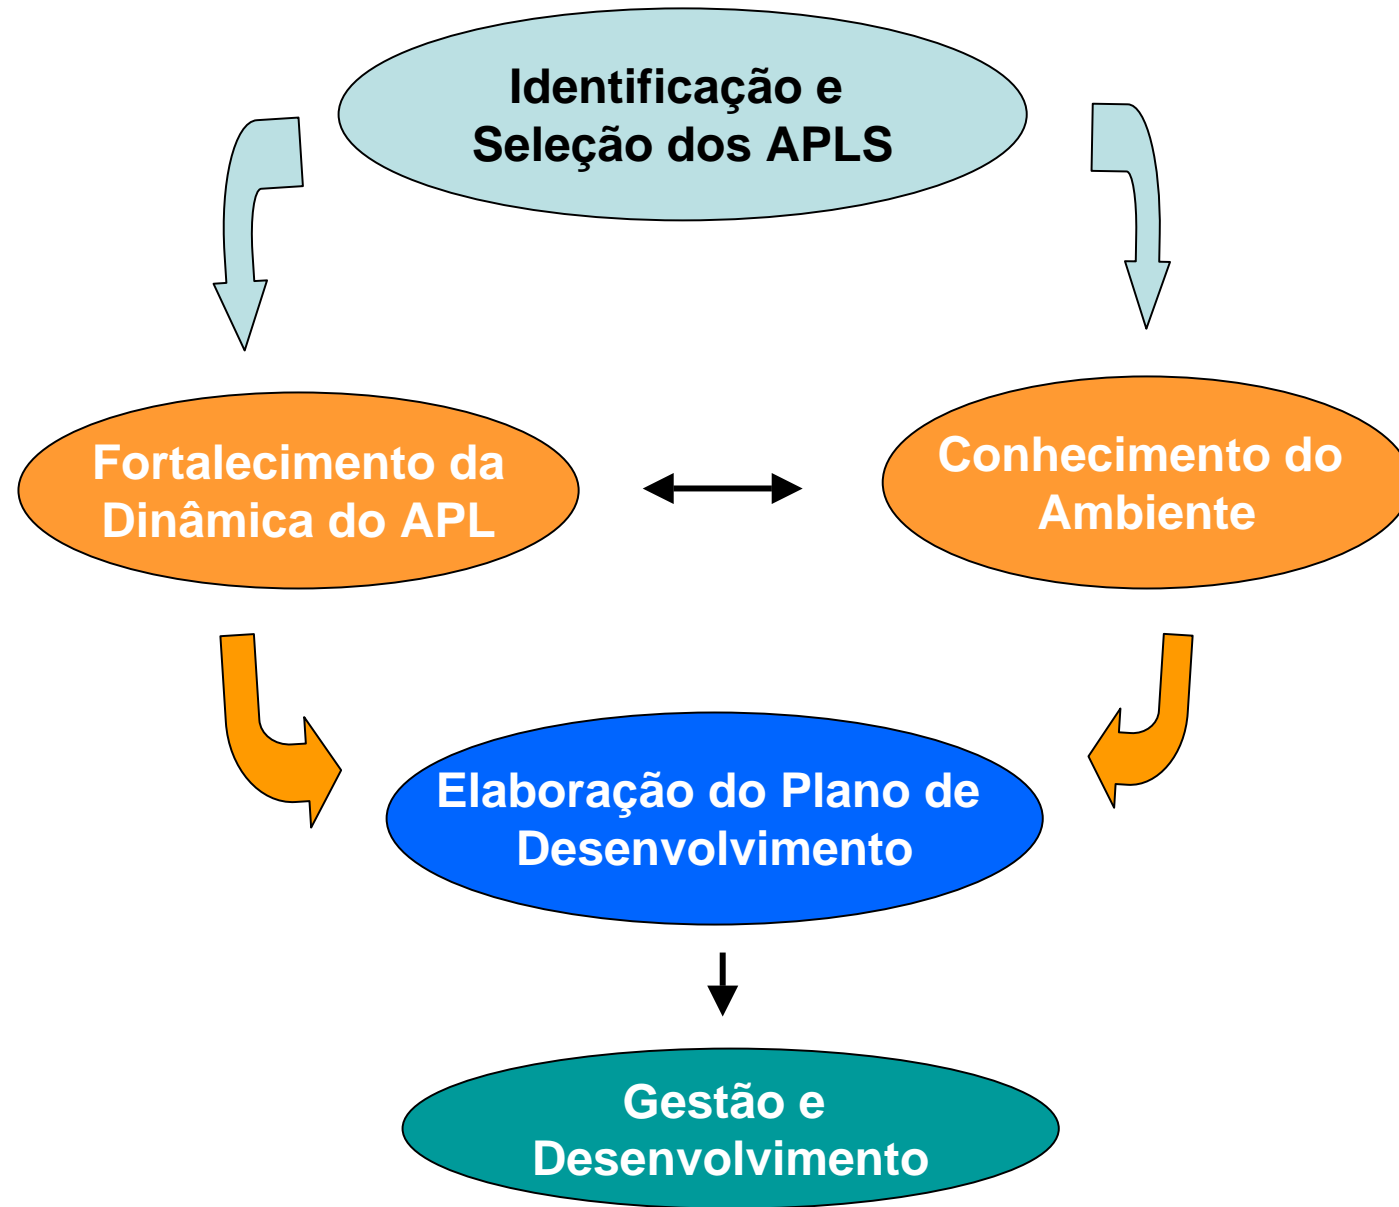 Identificação e
Seleção dos APLS
Fortalecimento da
Dinâmica do APL
Conhecimento do
Ambiente
Elaboração do Plano de
Desenvolvimento
Gestão e
Desenvolvimento